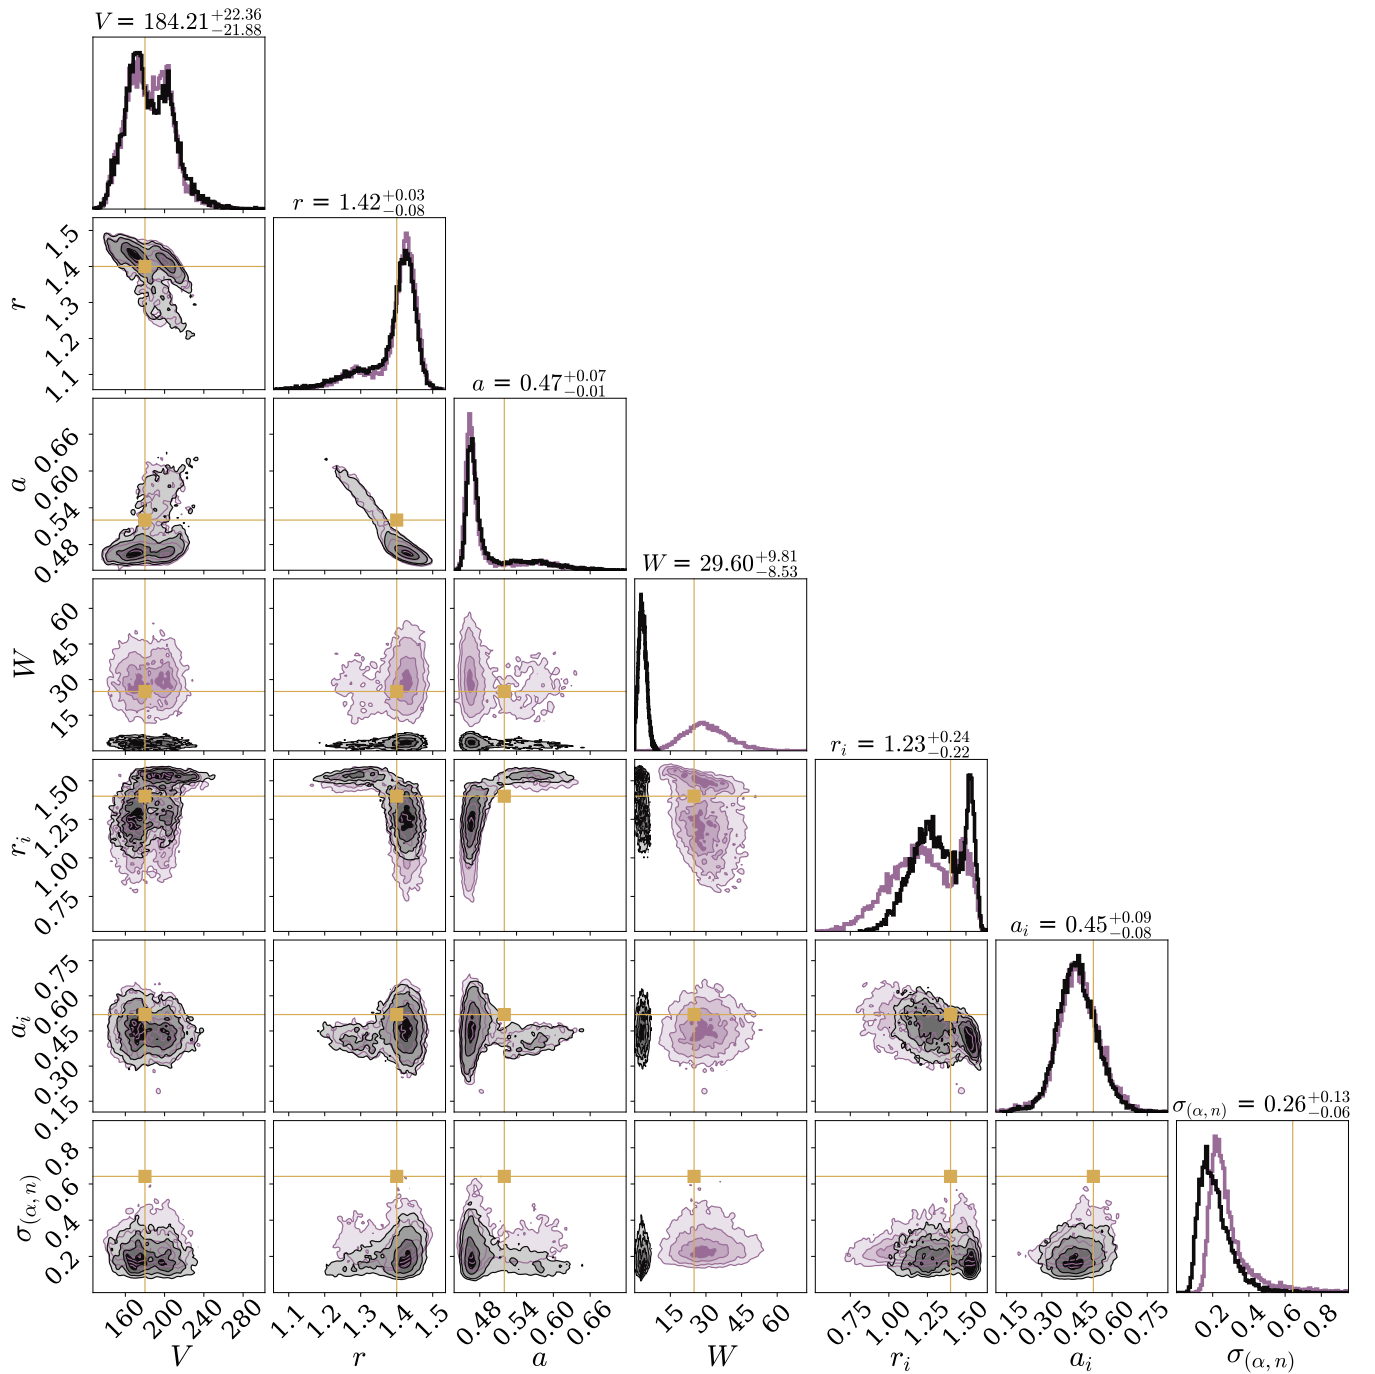 V = 184.21+22.36−21.88
r = 1.42+0.03−0.08
a = 0.47+0.07−0.01
W = 29.60+9.81−8.53
r_i = 1.23+0.24−0.22
a_i = 0.45+0.09−0.08
σ(α, n) = 0.26+0.13−0.06
r
1.5
1.4
1.3
1.2
1.1
a
0.66
0.60
0.54
0.48
W
60
45
30
15
r_i
1.50
1.25
1.00
0.75
a_i
0.75
0.60
0.45
0.30
0.15
σ(α, n)
0.8
0.6
0.4
0.2
160 200 240 280
1.1 1.2 1.3 1.4 1.5
0.48 0.54 0.60 0.66
15 30 45 60
0.75 1.00 1.25 1.50
0.15 0.30 0.45 0.60 0.75
0.2 0.4 0.6 0.8
V r a W r_i a_i σ(α, n)